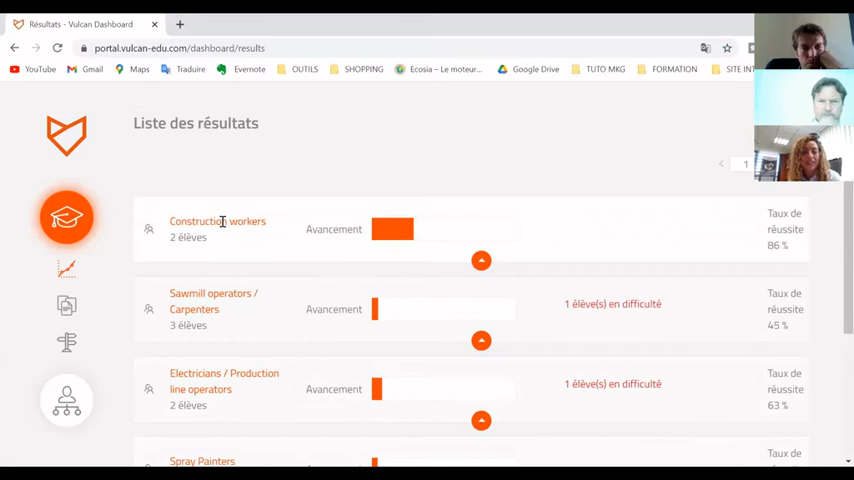 Résultats - Vulcan Dashboard
portal.vulcan-edu.com/dashboard/results
YouTube Gmail Maps Traduire Evernote OUTILS SHOPPING Ecosia - Le moteur... Google Drive TUTO MKG FORMATION SITE INT
Liste des résultats
1
Construction workers
2 élèves
Avancement
Taux de
réussite
86 %
Sawmill operators /
Carpenters
3 élèves
Avancement
1 élève(s) en difficulté
Taux de
réussite
45 %
Electricians / Production
line operators
2 élèves
Avancement
1 élève(s) en difficulté
Taux de
réussite
63 %
Spray Painters